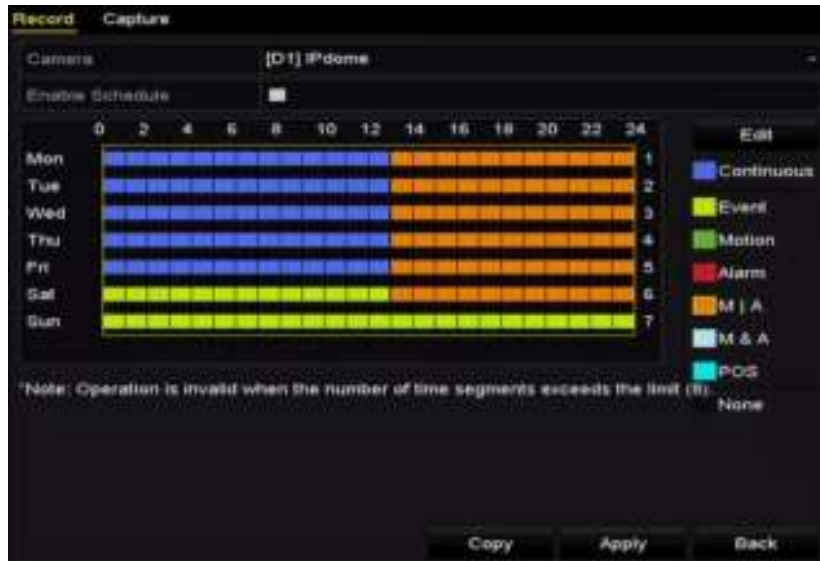 Record Capture
Camera [D1] IPdome
Enable Schedule
0 2 4 6 8 10 12 14 16 18 20 22 24
Mon 1
Tue 2
Wed 3
Thu 4
Fri 5
Sat 6
Sun 7
Edit
Continuous
Event
Motion
Alarm
M | A
M & A
POS
None
*Note: Operation is invalid when the number of time segments exceeds the limit (8).
Copy Apply Back